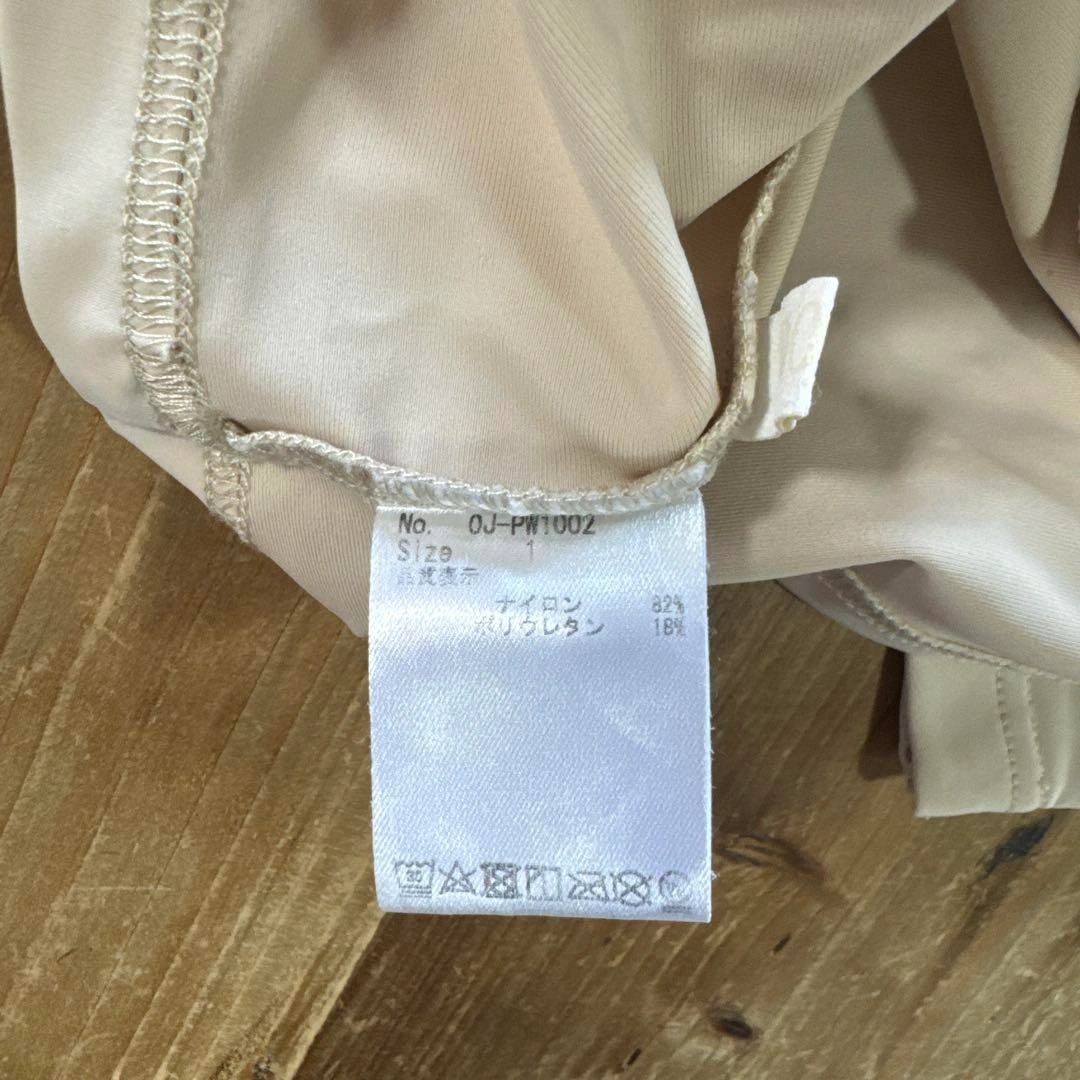 No. OJ-PW1002
Size 1
品質表示
ナイロン 82%
ポリウレタン 18%
30